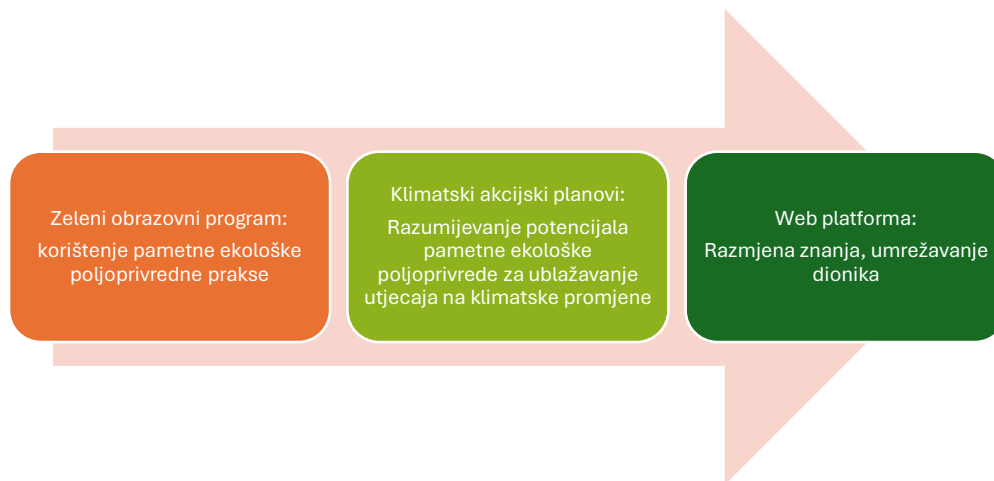 Zeleni obrazovni program:
korištenje pametne ekološke
poljoprivredne prakse
Klimatski akcijski planovi:
Razumijevanje potencijala
pametne ekološke
poljoprivrede za ublažavanje
utjecaja na klimatske promjene
Web platforma:
Razmjena znanja, umrežavanje
dionika